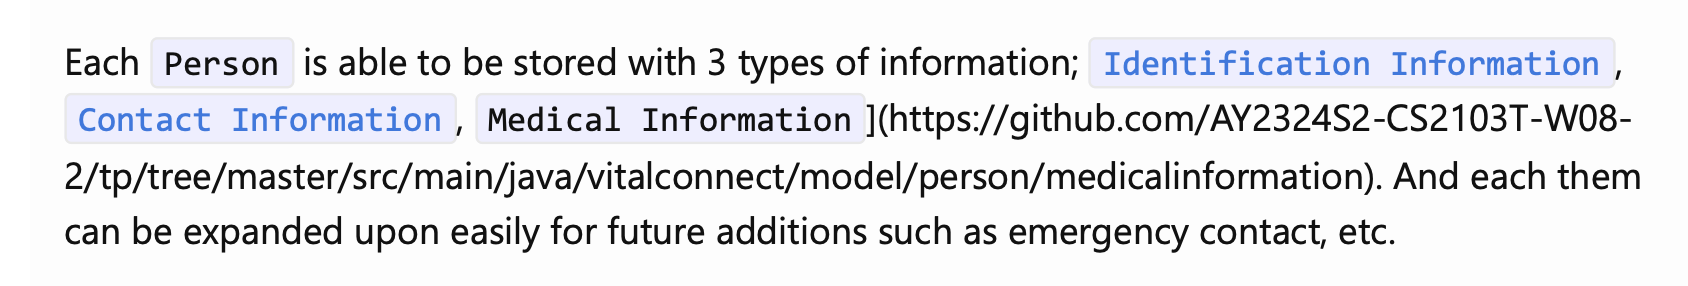 Each Person is able to be stored with 3 types of information; Identification Information,
Contact Information, Medical Information](https://github.com/AY2324S2-CS2103T-W08-
2/tp/tree/master/src/main/java/vitalconnect/model/person/medicalinformation). And each them
can be expanded upon easily for future additions such as emergency contact, etc.